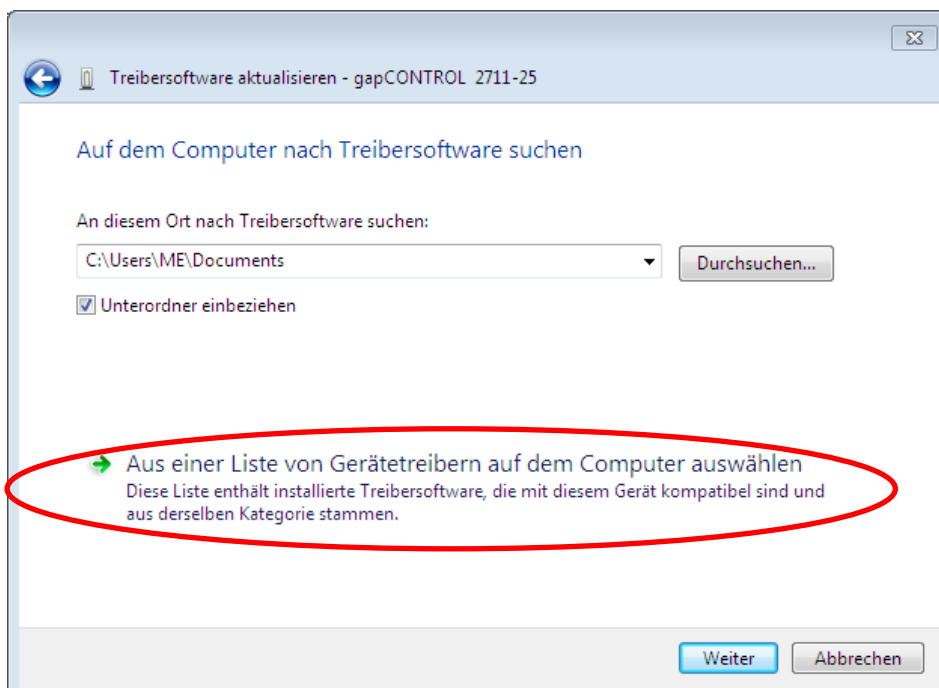 Treibersoftware aktualisieren - gapCONTROL 2711-25
Auf dem Computer nach Treibersoftware suchen
An diesem Ort nach Treibersoftware suchen:
C:\Users\ME\Documents
Durchsuchen...
Unterordner einbeziehen
Aus einer Liste von Gerätetreibern auf dem Computer auswählen
Diese Liste enthält installierte Treibersoftware, die mit diesem Gerät kompatibel sind und
aus derselben Kategorie stammen.
Weiter
Abbrechen